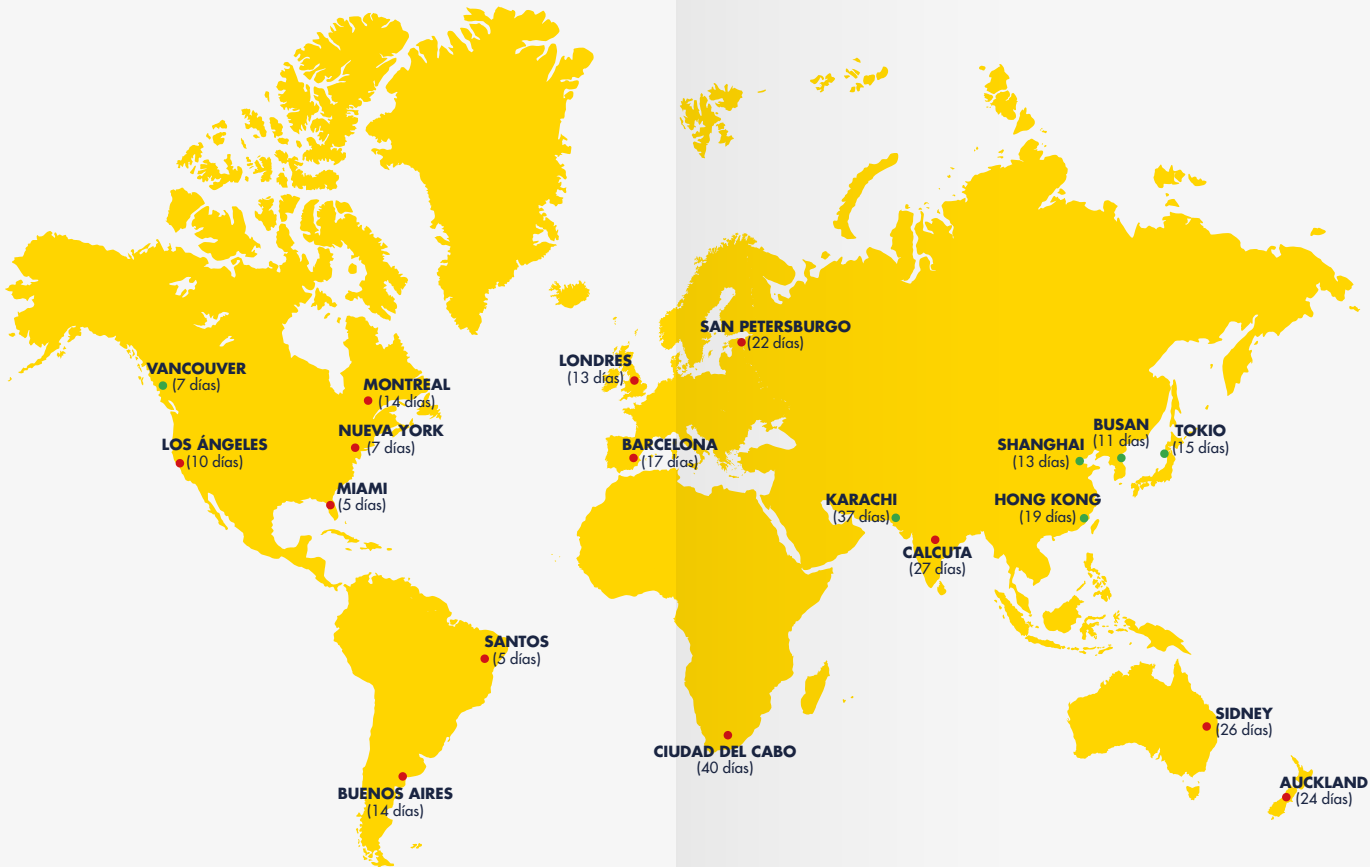 SAN PETERSBURGO
(22 días)
LONDRES
(13 días)
VANCOUVER
(7 días)
MONTREAL
(14 días)
NUEVA YORK
(7 días)
LOS ÁNGELES
(10 días)
BARCELONA
(17 días)
BUSAN
(11 días)
TOKIO
(15 días)
SHANGHAI
(13 días)
MIAMI
(5 días)
KARACHI
(37 días)
HONG KONG
(19 días)
CALCUTA
(27 días)
SANTOS
(5 días)
SIDNEY
(26 días)
CIUDAD DEL CABO
(40 días)
BUENOS AIRES
(14 días)
AUCKLAND
(24 días)